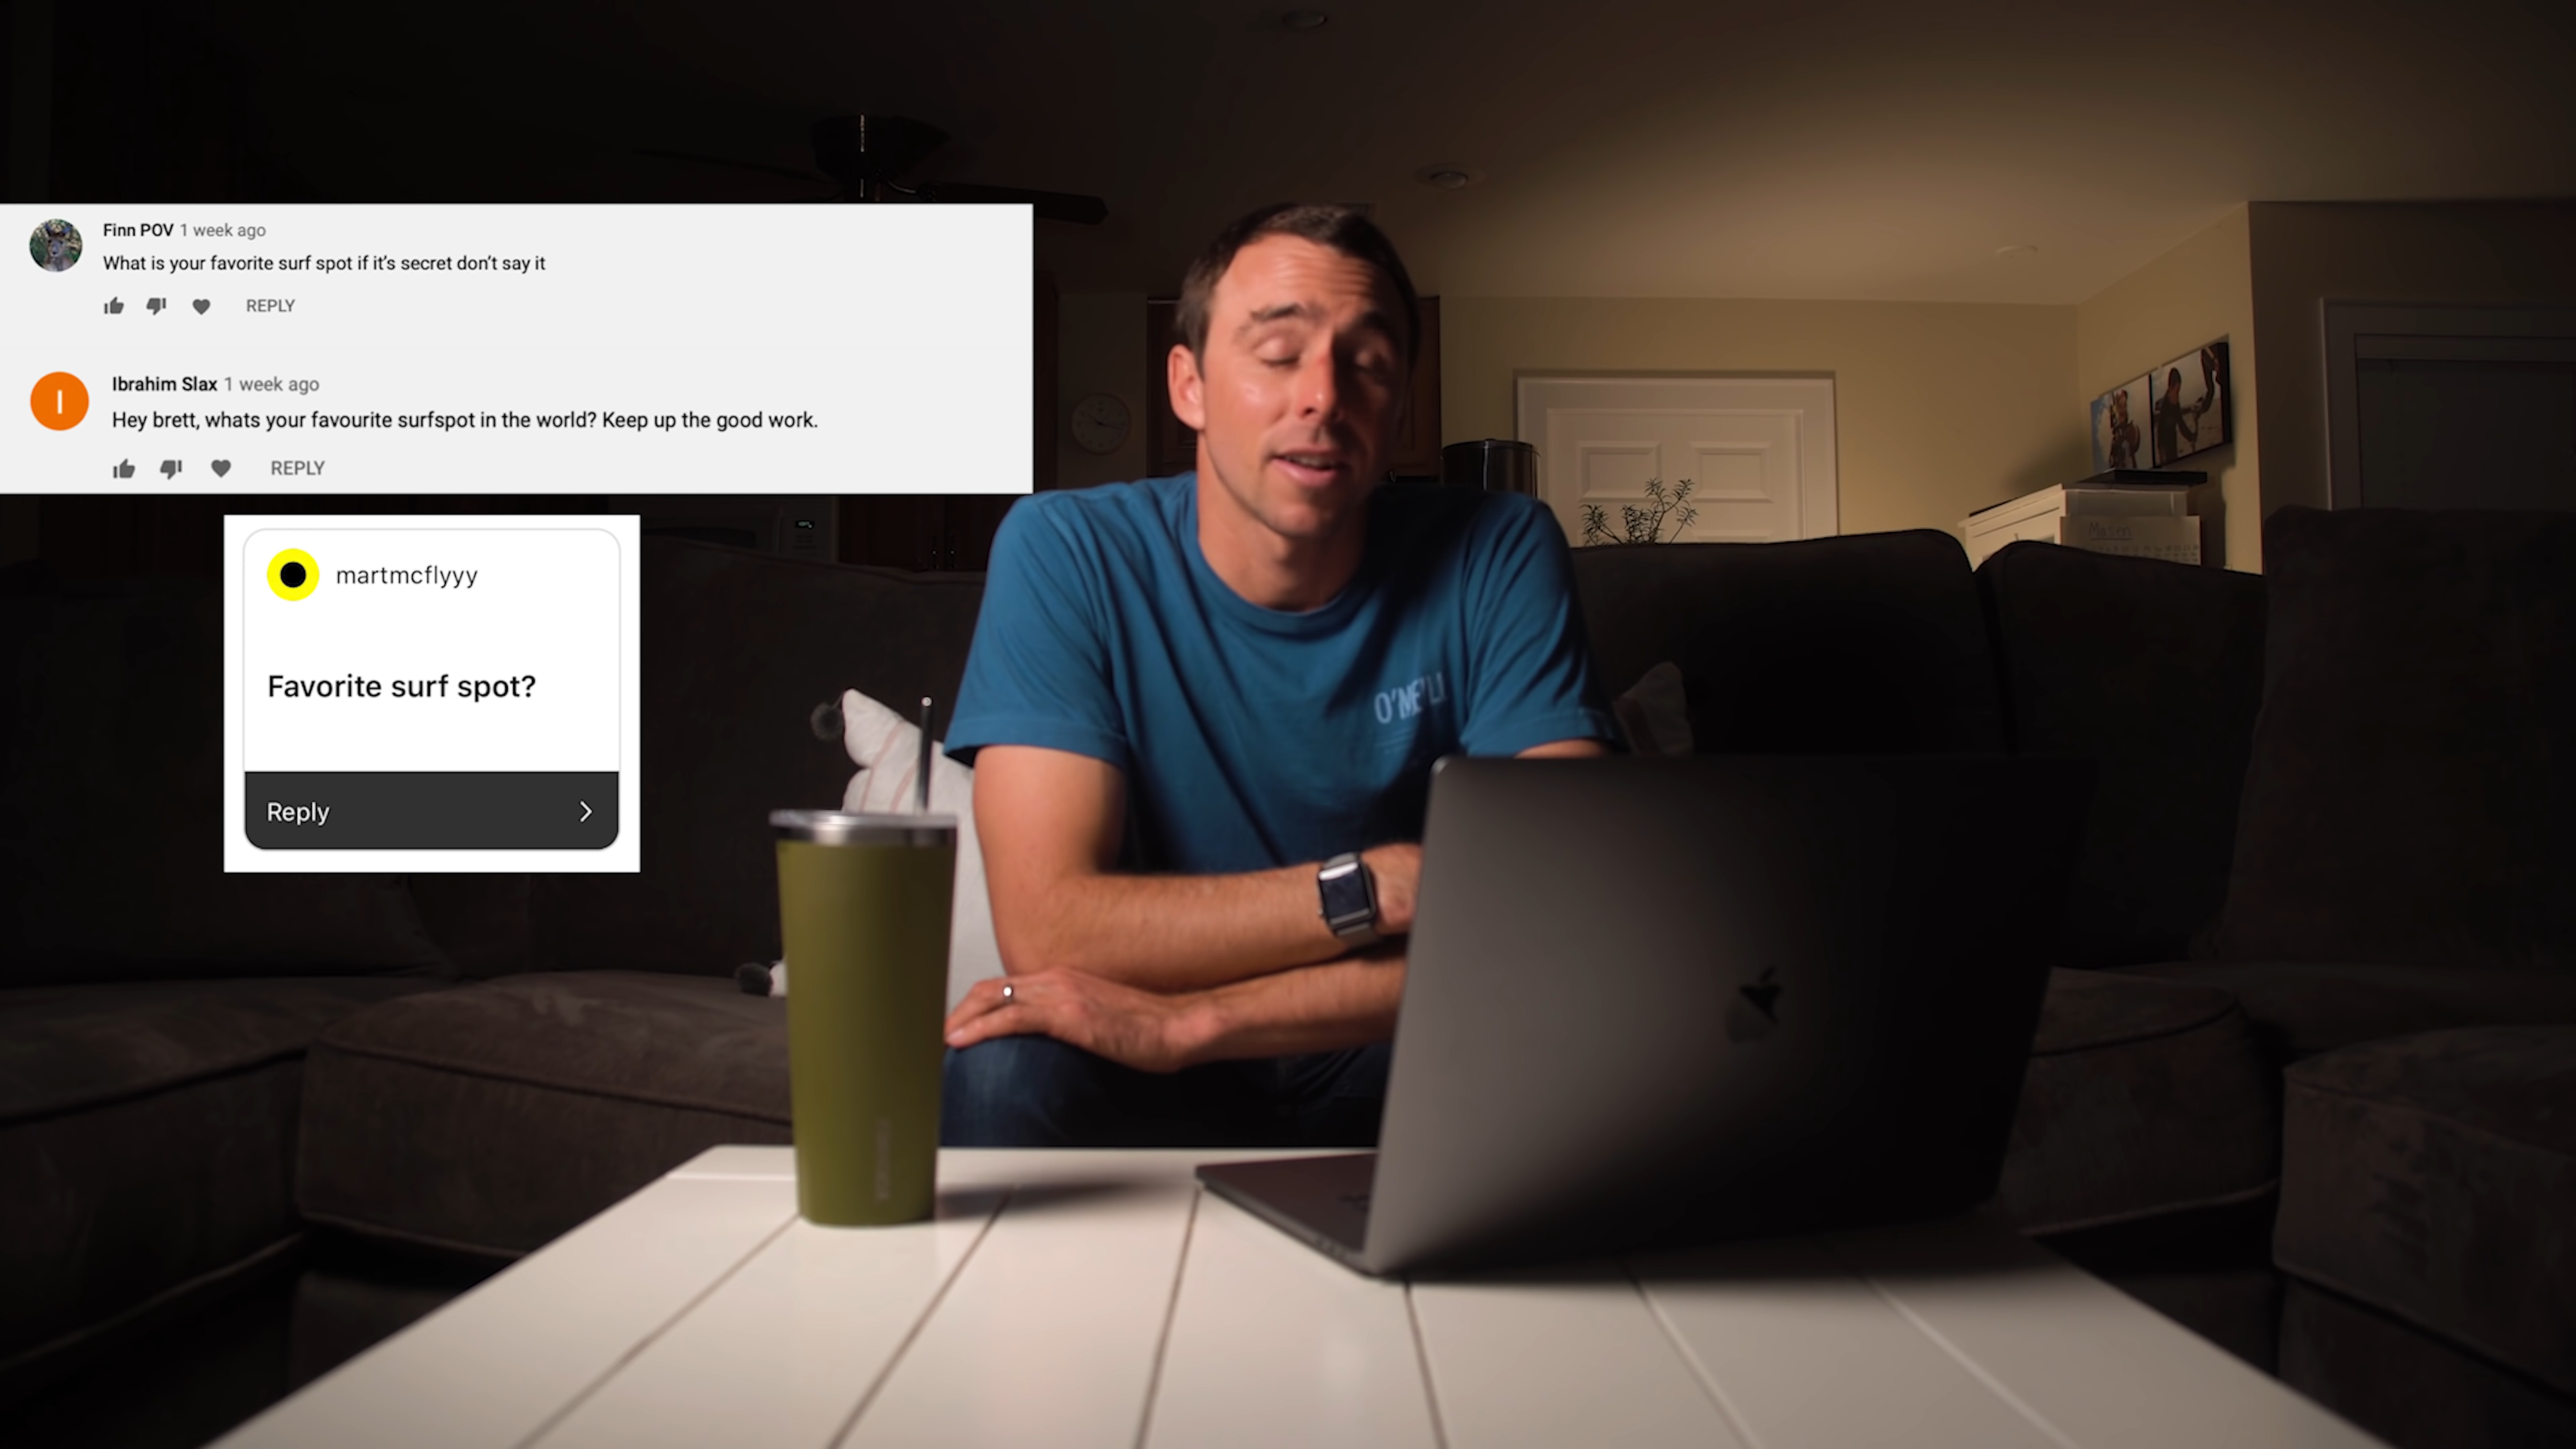 Finn POV 1 week ago
What is your favorite surf spot if it's secret don't say it
REPLY
I
Ibrahim Slax 1 week ago
Hey brett, whats your favourite surfspot in the world? Keep up the good work.
REPLY
martmcflyyy
Favorite surf spot?
Reply
Mason